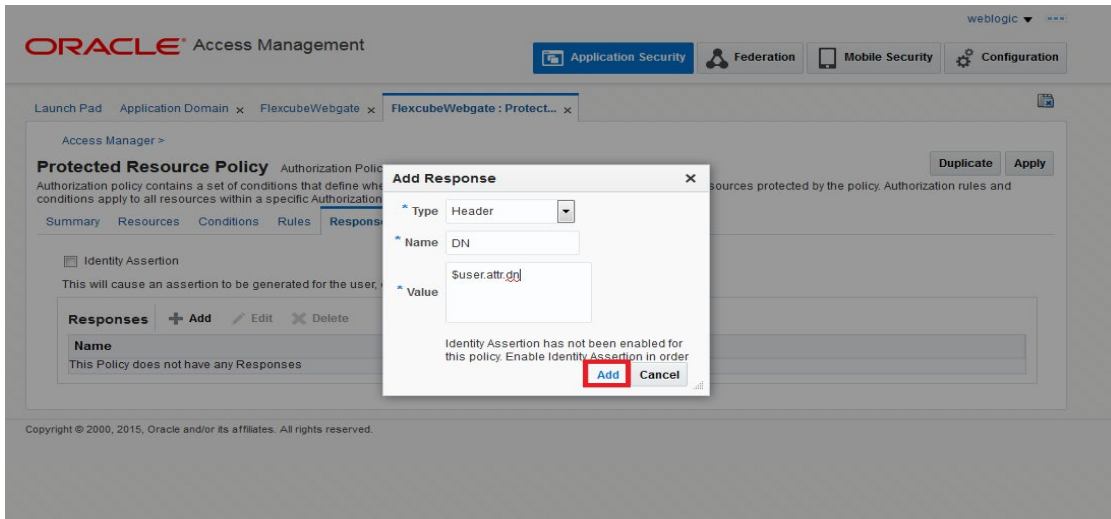 weblogic
ORACLE® Access Management
Application Security
Federation
Mobile Security
Configuration
Launch Pad
Application Domain x
FlexcubeWebgate x
FlexcubeWebgate : Protect... x
Access Manager >
Protected Resource Policy Authorization Polic
Duplicate
Apply
Authorization policy contains a set of conditions that define whe
sources protected by the policy. Authorization rules and
conditions apply to all resources within a specific Authorization
Summary
Resources
Conditions
Rules
Respons
Identity Assertion
This will cause an assertion to be generated for the user,
Responses
Add
Edit
Delete
Name
This Policy does not have any Responses
Add Response
* Type Header
* Name DN
* Value $user.attr.dn
Identity Assertion has not been enabled for
this policy. Enable Identity Assertion in order
Add
Cancel
Copyright © 2000, 2015, Oracle and/or its affiliates. All rights reserved.